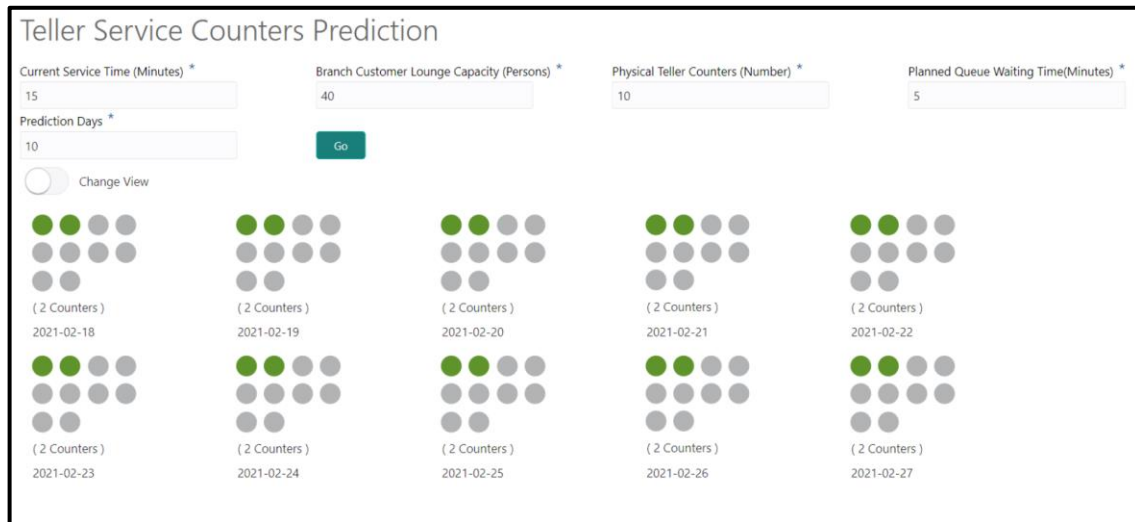 Teller Service Counters Prediction
Current Service Time (Minutes) *
Branch Customer Lounge Capacity (Persons) *
Physical Teller Counters (Number) *
Planned Queue Waiting Time(Minutes) *
15
40
10
5
Prediction Days *
10
Go
Change View
( 2 Counters )
2021-02-18
( 2 Counters )
2021-02-19
( 2 Counters )
2021-02-20
( 2 Counters )
2021-02-21
( 2 Counters )
2021-02-22
( 2 Counters )
2021-02-23
( 2 Counters )
2021-02-24
( 2 Counters )
2021-02-25
( 2 Counters )
2021-02-26
( 2 Counters )
2021-02-27